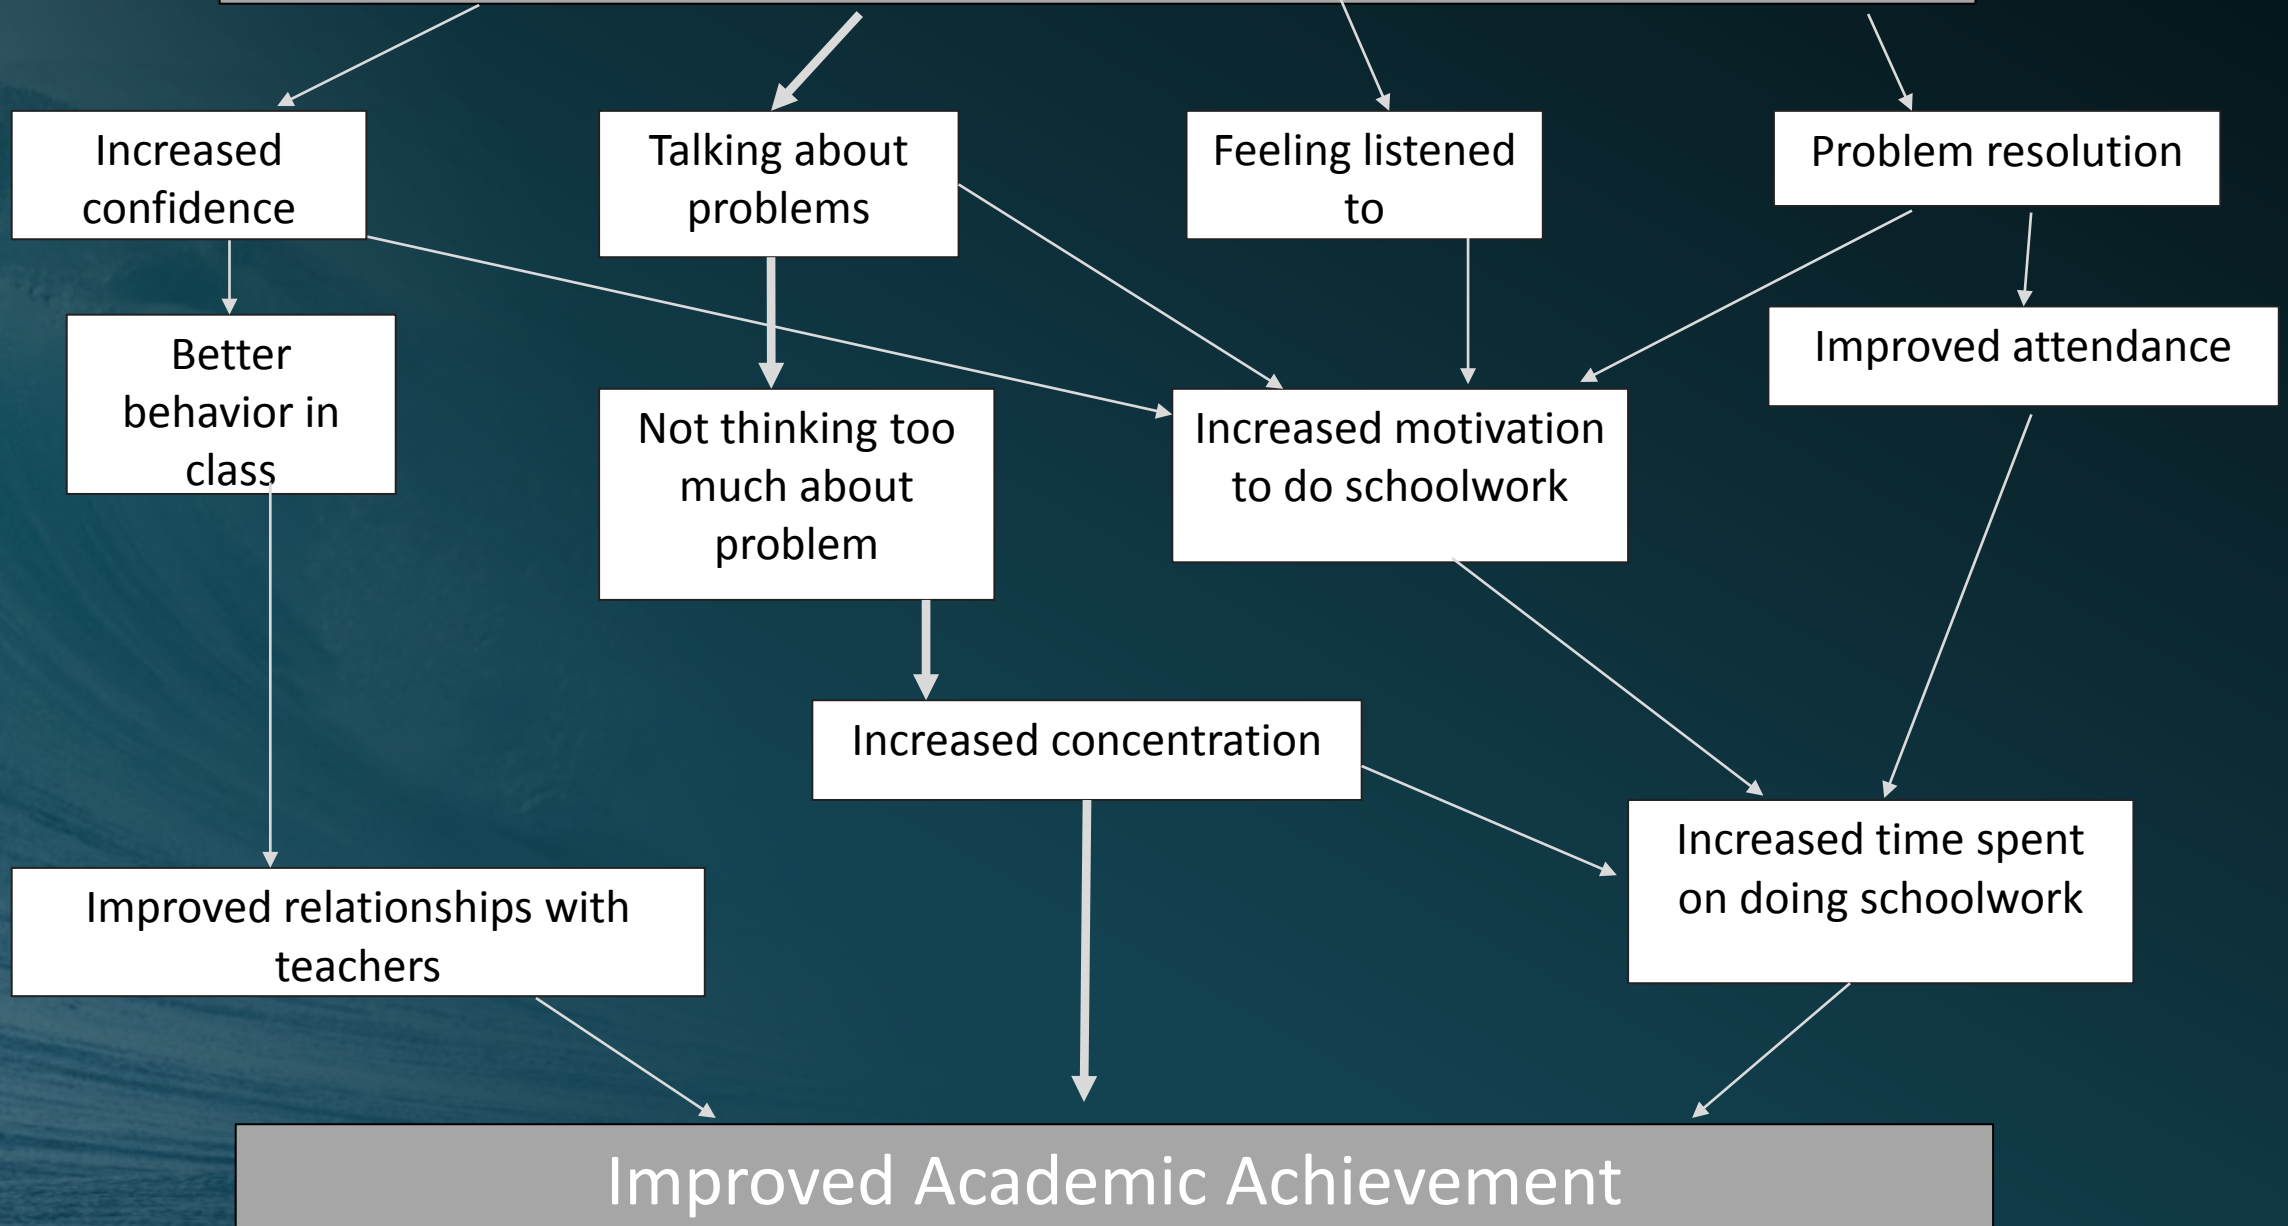 Increased
confidence
Talking about
problems
Feeling listened
to
Problem resolution
Better
behavior in
class
Not thinking too
much about
problem
Increased motivation
to do schoolwork
Improved attendance
Increased concentration
Increased time spent
on doing schoolwork
Improved relationships with
teachers
Improved Academic Achievement